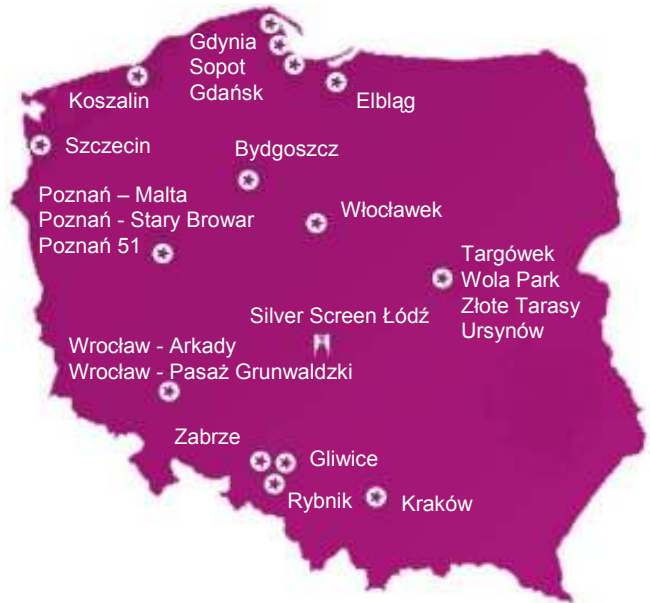 Gdynia
Sopot
Gdańsk
Koszalin
Elbląg
Szczecin
Bydgoszcz
Poznań – Malta
Poznań - Stary Browar
Poznań 51
Włocławek
Targówek
Wola Park
Złote Tarasy
Ursynów
Silver Screen Łódź
Wrocław - Arkady
Wrocław - Pasaż Grunwaldzki
Zabrze
Gliwice
Rybnik
Kraków